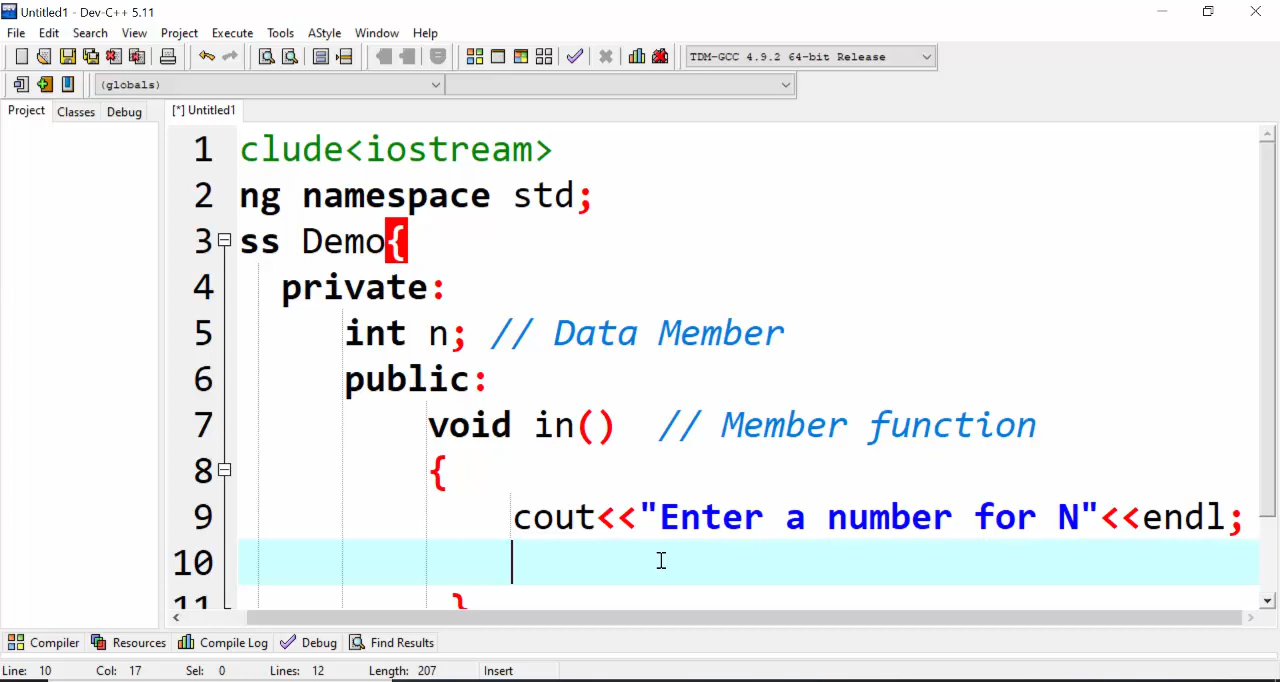 Untitled1 - Dev-C++ 5.11
File Edit Search View Project Execute Tools AStyle Window Help
TDM-GCC 4.9.2 64-bit Release
(globals)
Project Classes Debug [*] Untitled1
1 clude<iostream>
2 ng namespace std;
3 ss Demo{
4 private:
5 int n; // Data Member
6 public:
7 void in() // Member function
8 {
9 cout<<"Enter a number for N"<<endl;
10
11 }
Compiler Resources Compile Log Debug Find Results
Line: 10 Col: 17 Sel: 0 Lines: 12 Length: 207 Insert